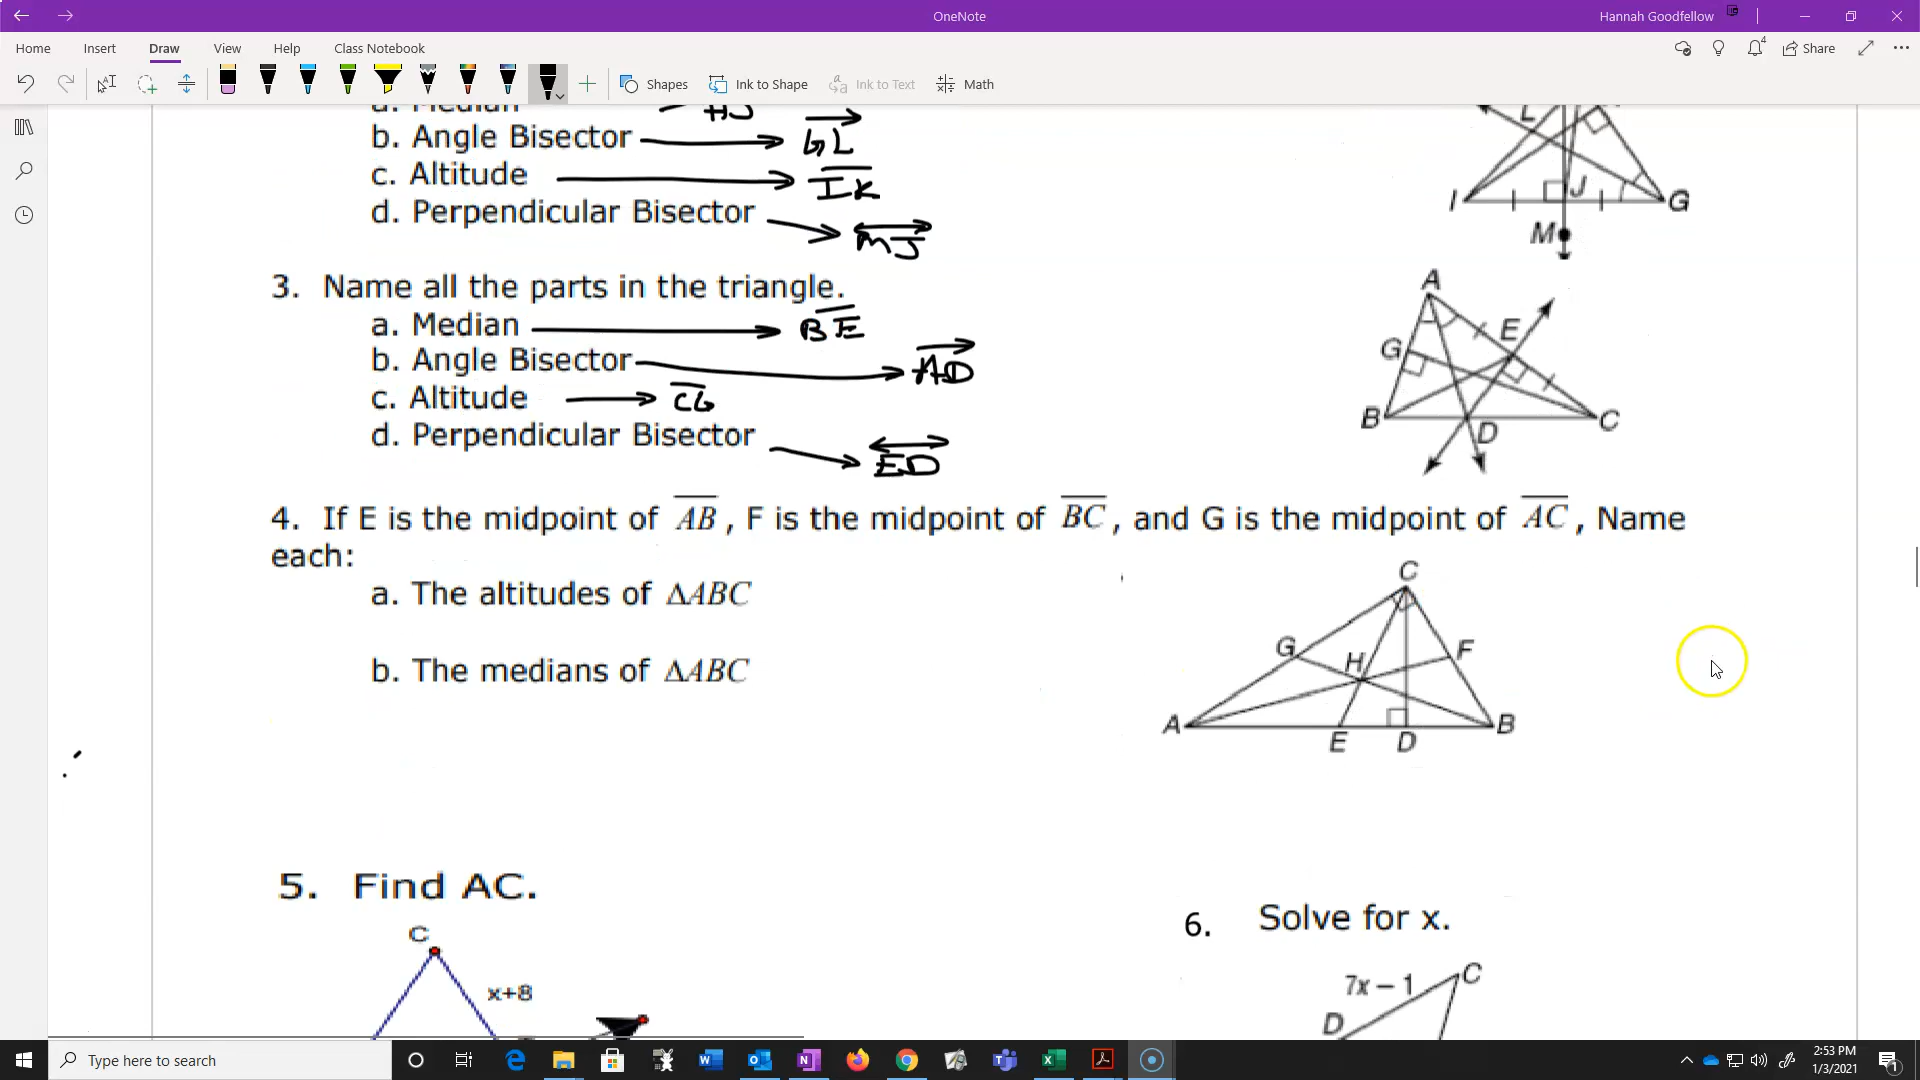 OneNote
Hannah Goodfellow
Home Insert Draw View Help Class Notebook
4
Share
Shapes Ink to Shape Ink to Text Math
a. Median HJ
b. Angle Bisector GL
c. Altitude IK
d. Perpendicular Bisector MJ
L
I J G
M
3. Name all the parts in the triangle.
a. Median BE
b. Angle Bisector AD
c. Altitude CG
d. Perpendicular Bisector ED
A
E
G
B D C
4. If E is the midpoint of AB, F is the midpoint of BC, and G is the midpoint of AC, Name
each:
a. The altitudes of ΔABC
b. The medians of ΔABC
C
G H F
A B
E D
5. Find AC.
C
x+8
6. Solve for x.
7x – 1 C
D
Type here to search
2:53 PM
1/3/2021
1